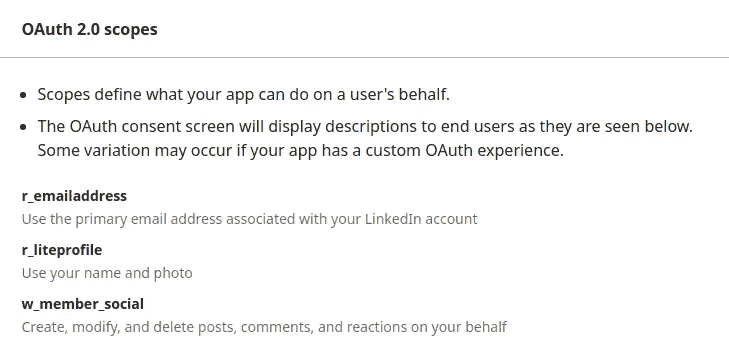 OAuth 2.0 scopes
Scopes define what your app can do on a user's behalf.
The OAuth consent screen will display descriptions to end users as they are seen below.
Some variation may occur if your app has a custom OAuth experience.
r_emailaddress
Use the primary email address associated with your LinkedIn account
r_liteprofile
Use your name and photo
w_member_social
Create, modify, and delete posts, comments, and reactions on your behalf